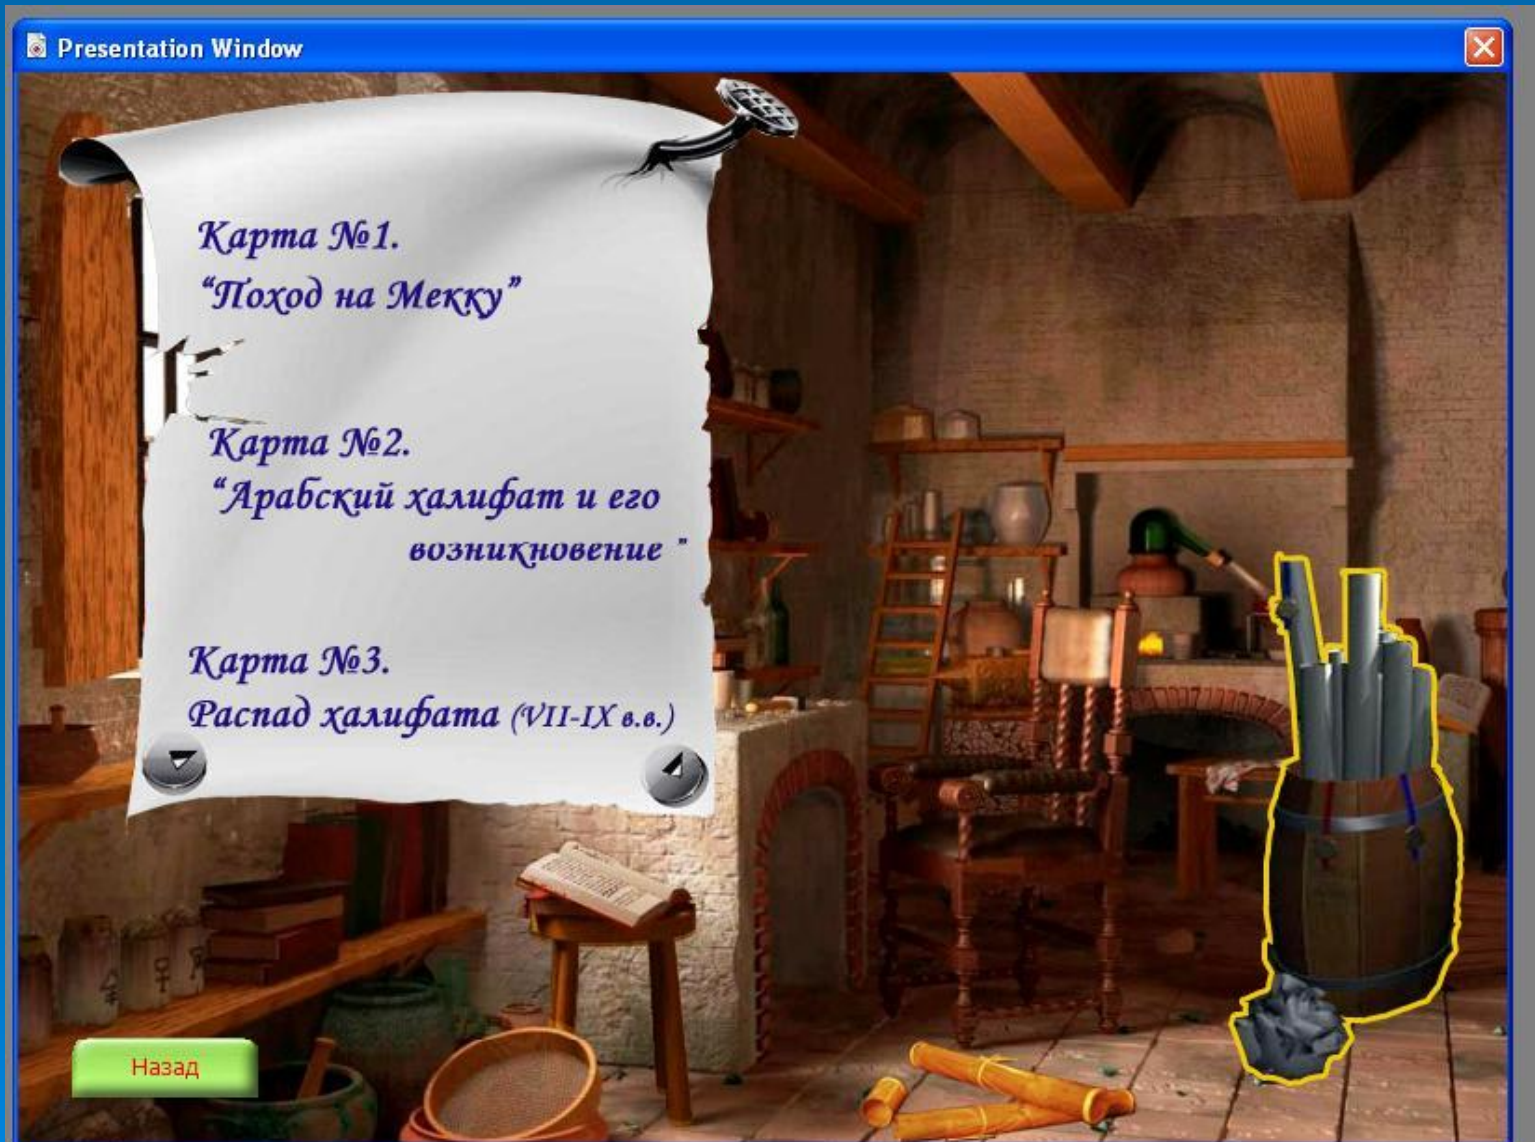 Presentation Window
Карта №1.
“Поход на Мекку”
Карта №2.
“Арабский халифат и его
возникновение "
Карта №3.
Распад халифата (VII-IX в.в.)
Назад